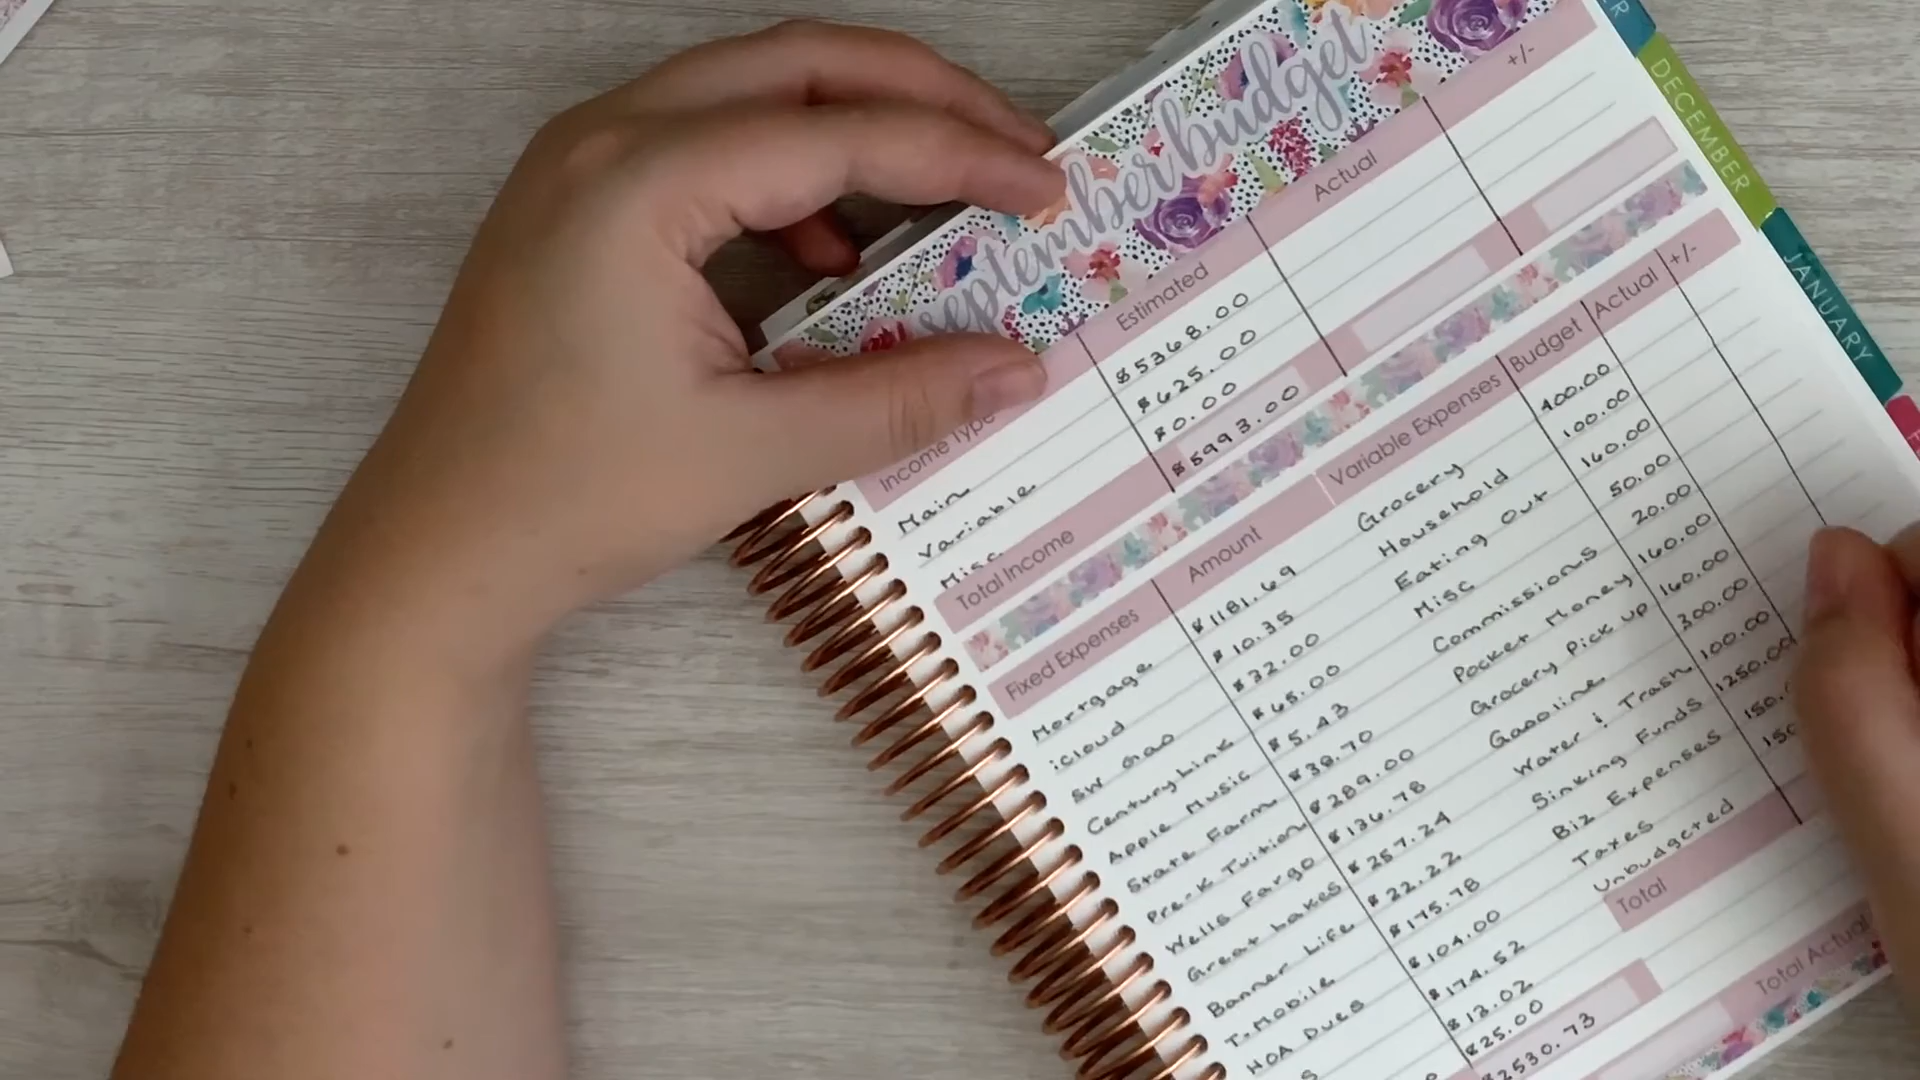 september budget
Income Type Estimated Actual +/-
Main $5368.00
Variable $625.00
Misc. $0.00
Total Income $5993.00
Fixed Expenses Amount
Mortgage $1181.69
icloud $10.35
SW Gas $32.00
Centurylink $65.00
Apple Music $5.43
State Farm $38.70
Pre-K Tuition $289.00
Wells Fargo $136.78
Great Lakes $257.24
Banner Life $22.22
T-Mobile $175.78
HOA Dues $104.00
$174.52
$13.02
$25.00
$2530.73
Variable Expenses Budget Actual +/-
Grocery 400.00
Household 100.00
Eating Out 160.00
Misc 50.00
Commissions 20.00
Pocket Money 160.00
Grocery Pick up 160.00
Gasoline 300.00
Water & Trash 100.00
Sinking Funds 1250.00
Biz Expenses 150.
Taxes 150
Unbudgeted
Total
Total Actual
DECEMBER
JANUARY